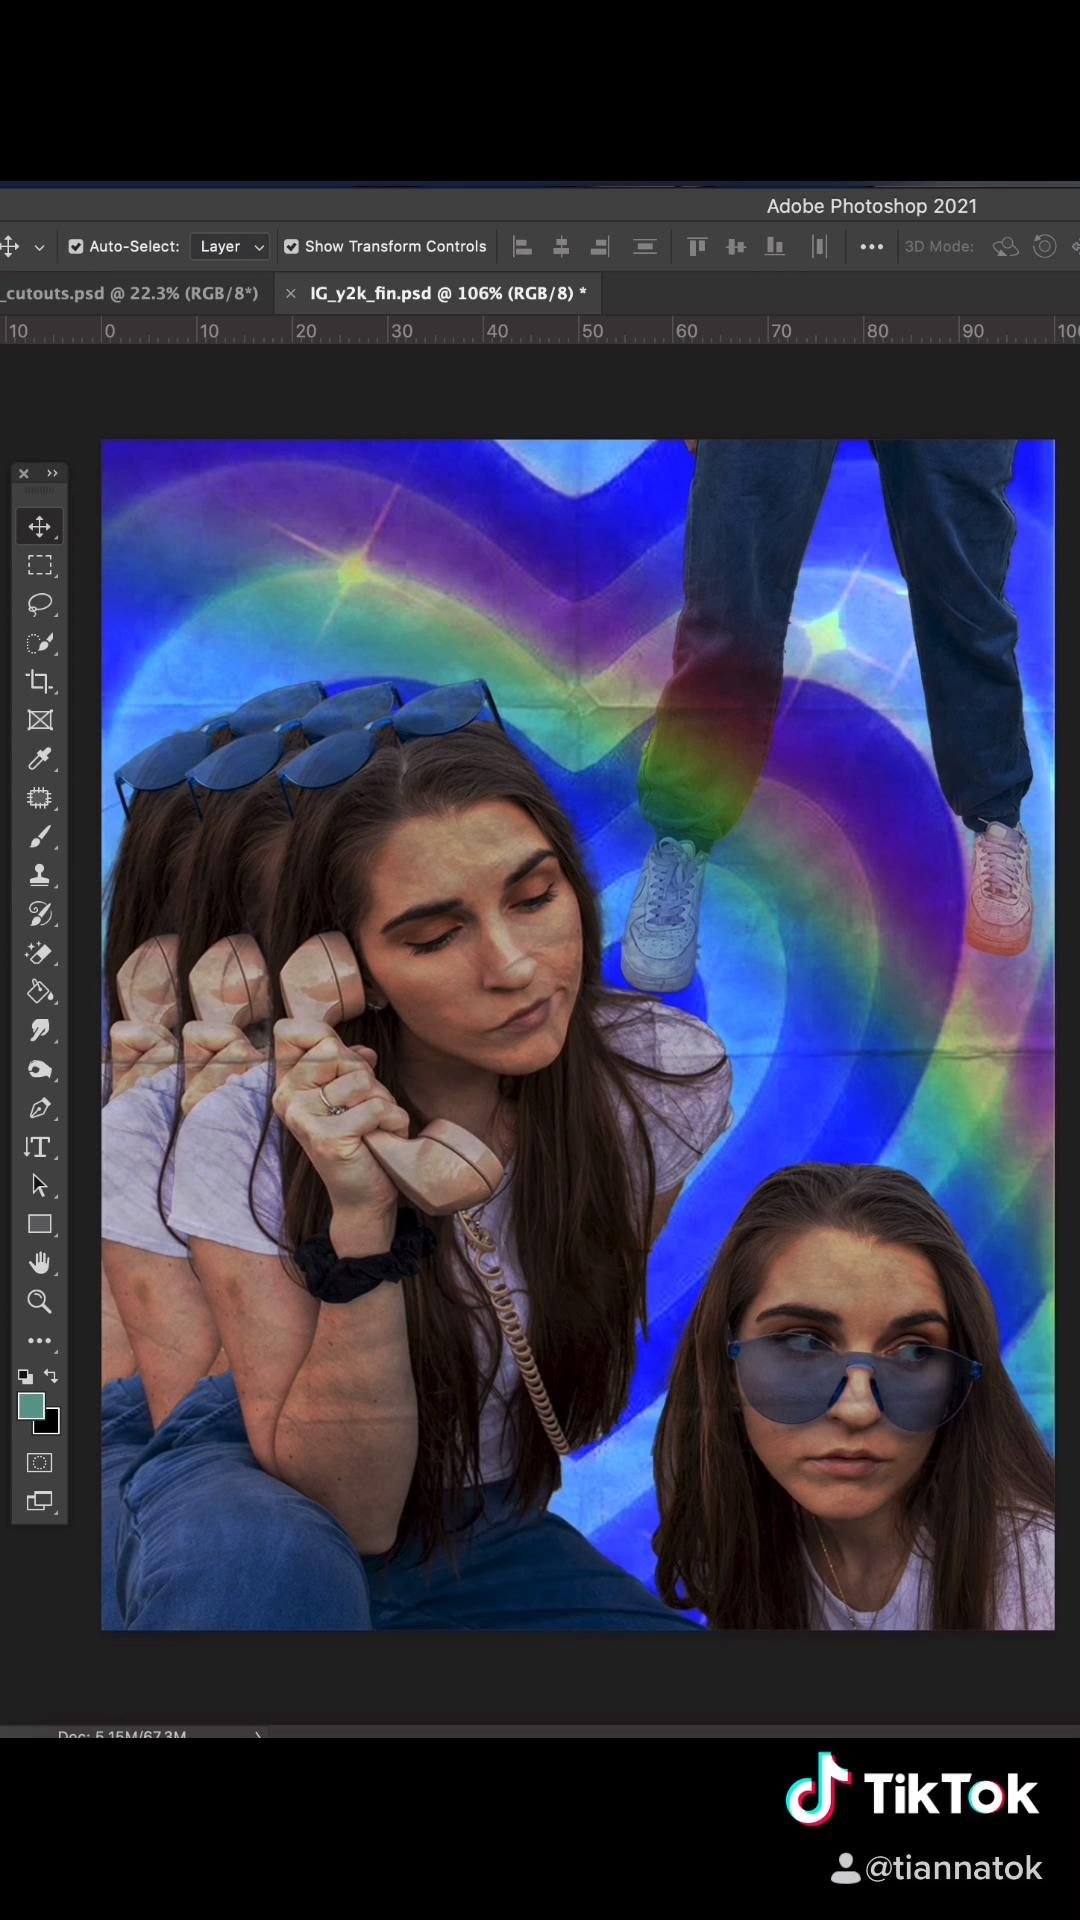 Adobe Photoshop 2021
Auto-Select: Layer Show Transform Controls 3D Mode:
_cutouts.psd @ 22.3% (RGB/8*) × IG_y2k_fin.psd @ 106% (RGB/8) *
10 0 10 20 30 40 50 60 70 80 90 100
Doc: 5.15M/67.3M
TikTok
@tiannatok